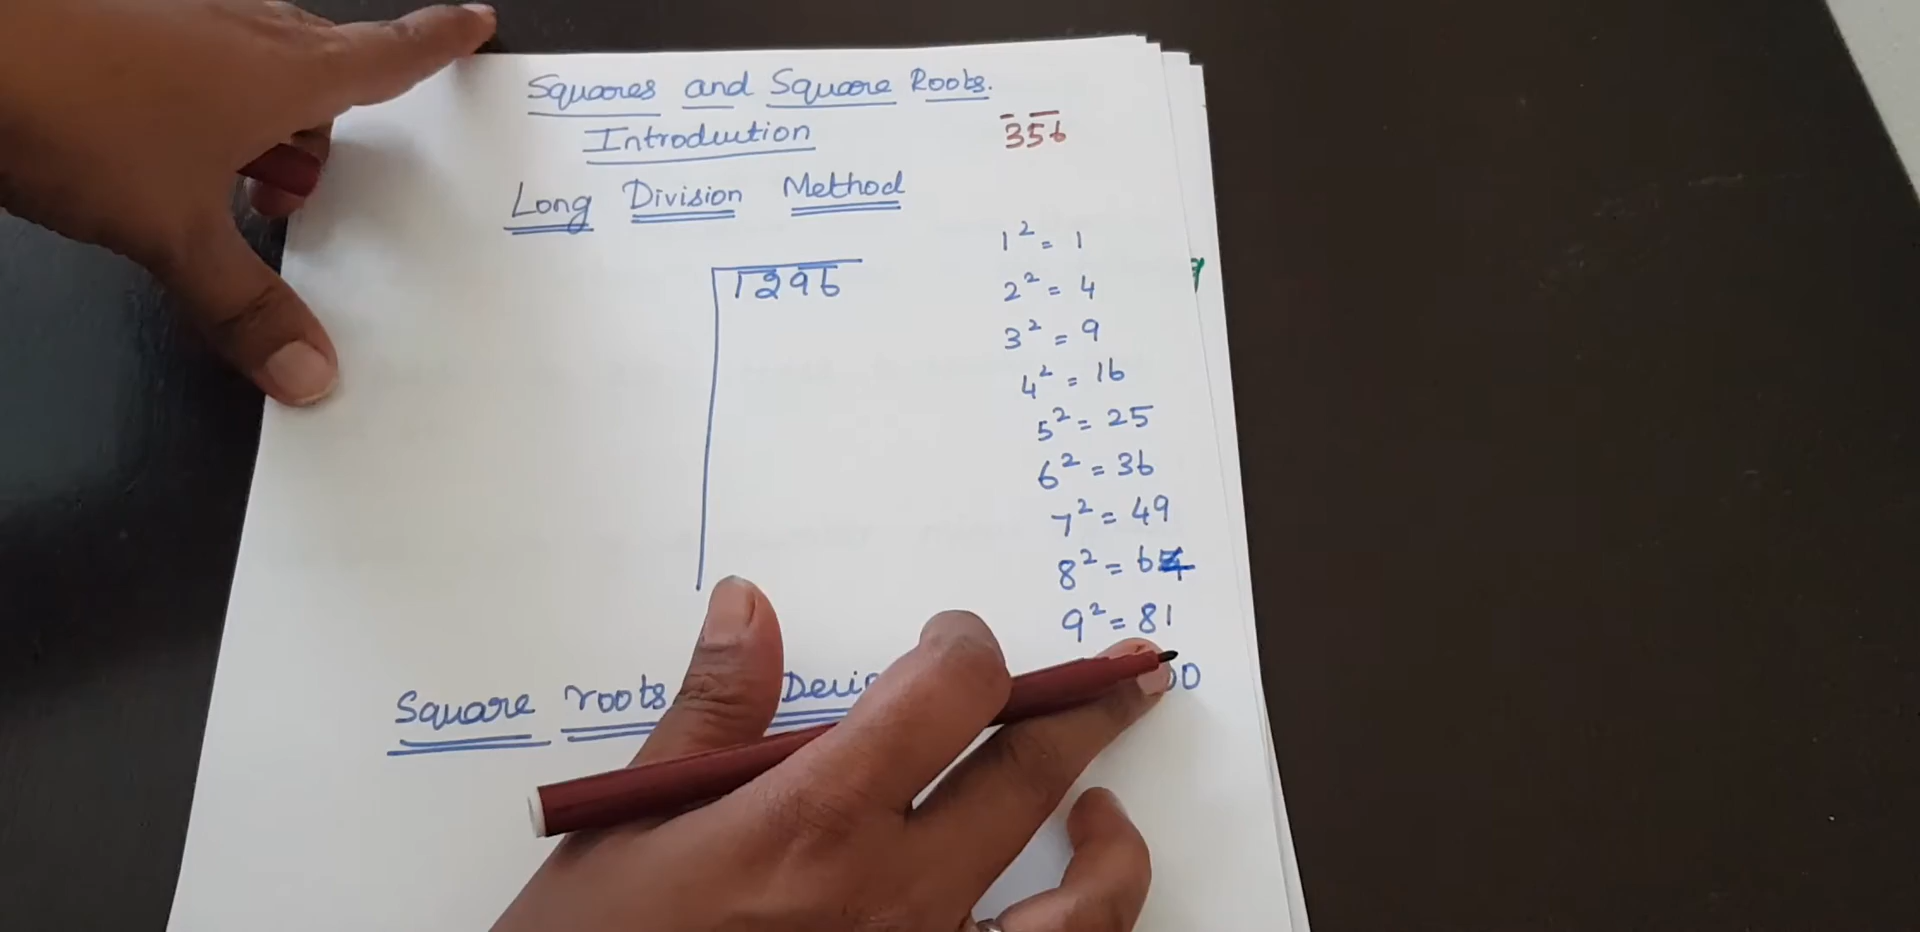 Squares and Square Roots.
Introduction
356
Long Division Method
1296
1² = 1
2² = 4
3² = 9
4² = 16
5² = 25
6² = 36
7² = 49
8² = 64
9² = 81
Square roots